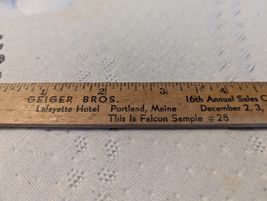 1 2 3 4
GEIGER BROS. 16th Annual Sales C
Lafayette Hotel Portland, Maine December 2, 3,
This Is Falcon Sample #28